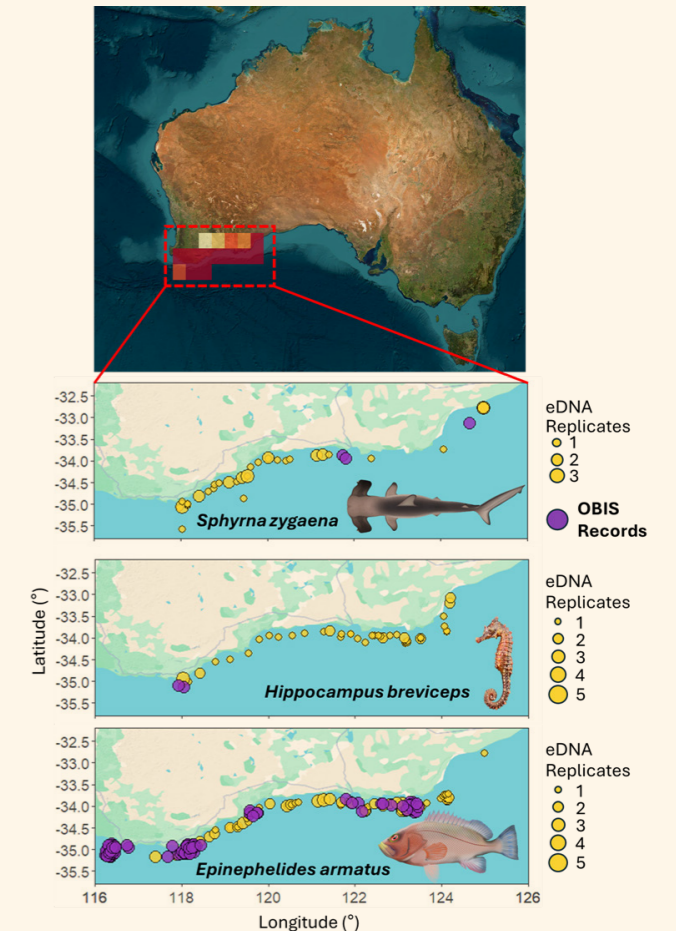 -32.5
-33.0
-33.5
-34.0
-34.5
-35.0
-35.5
Sphyrna zygaena
eDNA
Replicates
1
2
3
OBIS
Records
Latitude (°)
-32.5
-33.0
-33.5
-34.0
-34.5
-35.0
-35.5
Hippocampus breviceps
eDNA
Replicates
1
2
3
4
5
-32.5
-33.0
-33.5
-34.0
-34.5
-35.0
-35.5
Epinephelides armatus
eDNA
Replicates
1
2
3
4
5
116 118 120 122 124 126
Longitude (°)